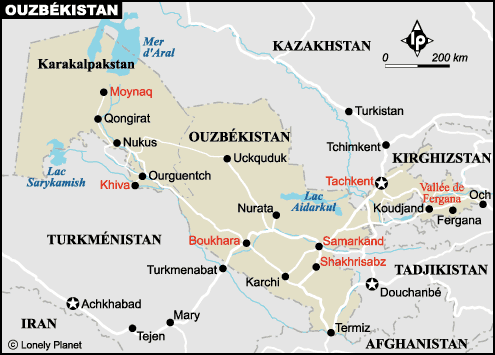 OUZBÉKISTAN
Mer
d'Aral
KAZAKHSTAN
lp
0 200 km
Karakalpakstan
Moynaq
Qongirat
Turkistan
Nukus
OUZBÉKISTAN
Tchimkent
Lac
Sarykamish
Ouckquduk
KIRGHIZSTAN
Ourguentch
Khiva
Tachkent
Lac
Aidarkul
Vallée de
Fergana
Och
Nurata
Koudjand
Fergana
TURKMÉNISTAN
Boukhara
Samarkand
Turkmenabat
Shakhrisabz
TADJIKISTAN
Karchi
Douchanbé
Achkhabad
Mary
IRAN
Tejen
Termiz
AFGHANISTAN
© Lonely Planet